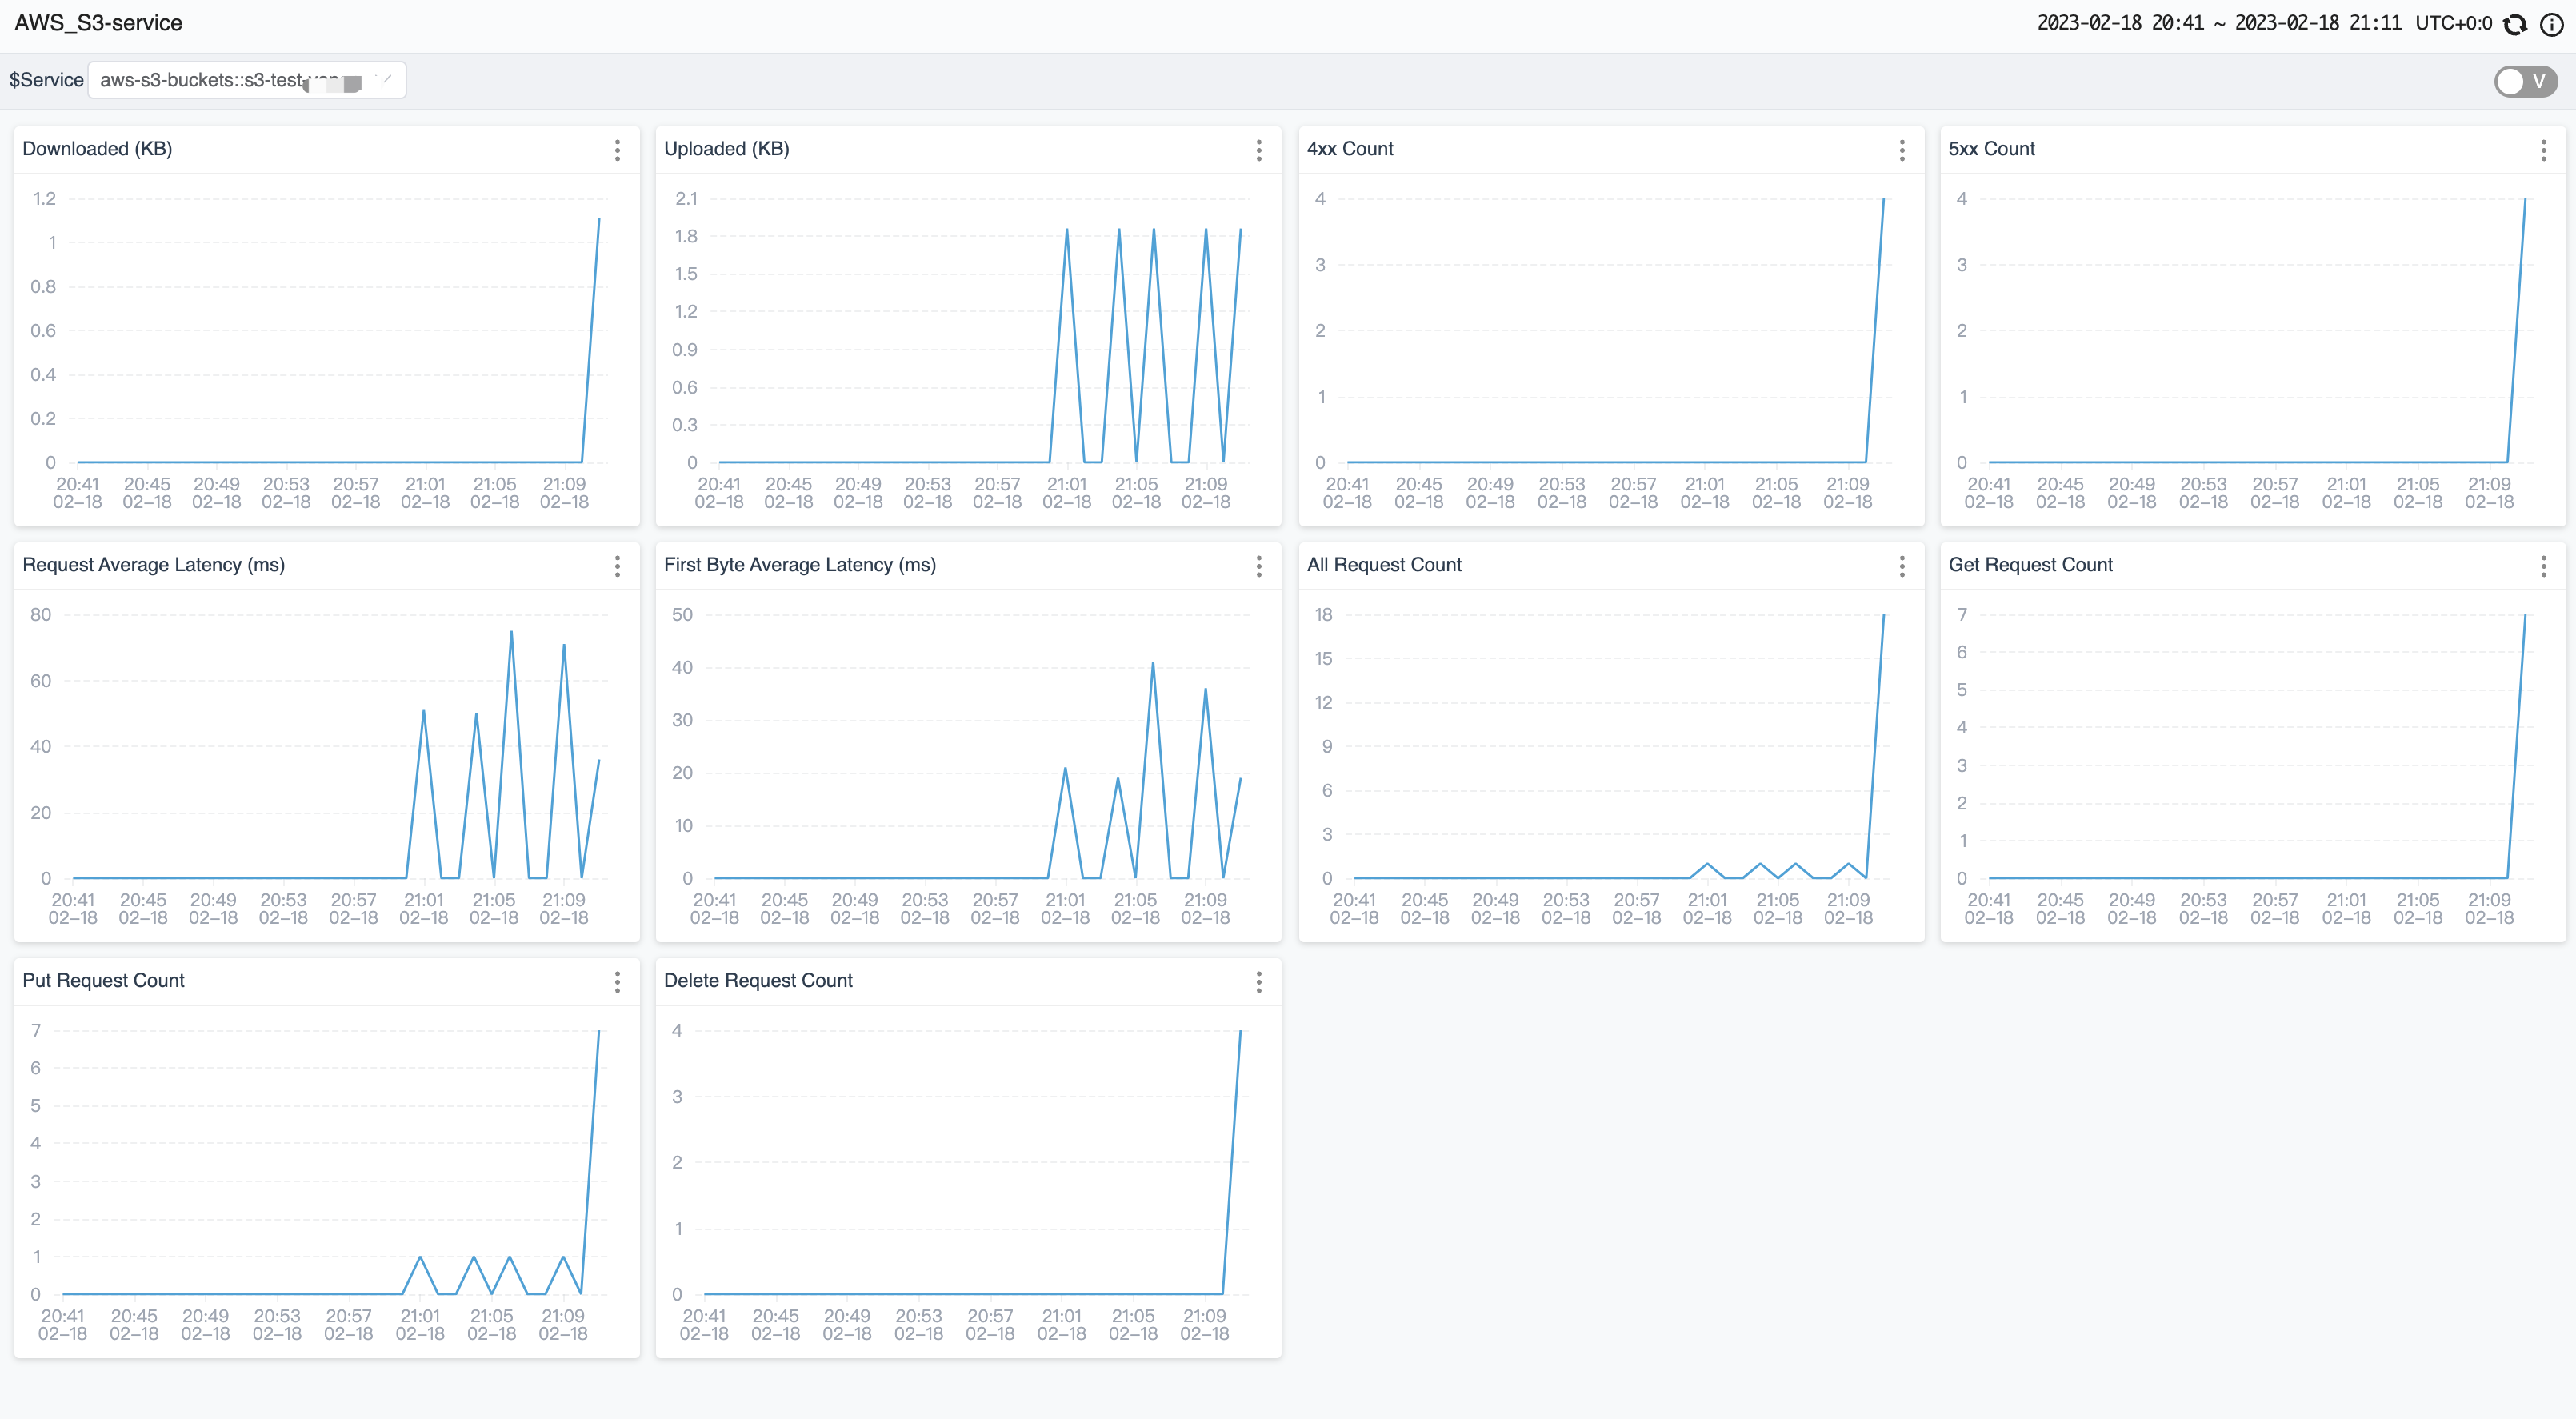 AWS_S3-service
2023-02-18 20:41 ~ 2023-02-18 21:11 UTC+0:0
$Service aws-s3-buckets::s3-test
V
Downloaded (KB)
1.2
1
0.8
0.6
0.4
0.2
0
20:41 20:45 20:49 20:53 20:57 21:01 21:05 21:09
02–18 02–18 02–18 02–18 02–18 02–18 02–18 02–18
Uploaded (KB)
2.1
1.8
1.5
1.2
0.9
0.6
0.3
0
20:41 20:45 20:49 20:53 20:57 21:01 21:05 21:09
02–18 02–18 02–18 02–18 02–18 02–18 02–18 02–18
4xx Count
4
3
2
1
0
20:41 20:45 20:49 20:53 20:57 21:01 21:05 21:09
02–18 02–18 02–18 02–18 02–18 02–18 02–18 02–18
5xx Count
4
3
2
1
0
20:41 20:45 20:49 20:53 20:57 21:01 21:05 21:09
02–18 02–18 02–18 02–18 02–18 02–18 02–18 02–18
Request Average Latency (ms)
80
60
40
20
0
20:41 20:45 20:49 20:53 20:57 21:01 21:05 21:09
02–18 02–18 02–18 02–18 02–18 02–18 02–18 02–18
First Byte Average Latency (ms)
50
40
30
20
10
0
20:41 20:45 20:49 20:53 20:57 21:01 21:05 21:09
02–18 02–18 02–18 02–18 02–18 02–18 02–18 02–18
All Request Count
18
15
12
9
6
3
0
20:41 20:45 20:49 20:53 20:57 21:01 21:05 21:09
02–18 02–18 02–18 02–18 02–18 02–18 02–18 02–18
Get Request Count
7
6
5
4
3
2
1
0
20:41 20:45 20:49 20:53 20:57 21:01 21:05 21:09
02–18 02–18 02–18 02–18 02–18 02–18 02–18 02–18
Put Request Count
7
6
5
4
3
2
1
0
20:41 20:45 20:49 20:53 20:57 21:01 21:05 21:09
02–18 02–18 02–18 02–18 02–18 02–18 02–18 02–18
Delete Request Count
4
3
2
1
0
20:41 20:45 20:49 20:53 20:57 21:01 21:05 21:09
02–18 02–18 02–18 02–18 02–18 02–18 02–18 02–18